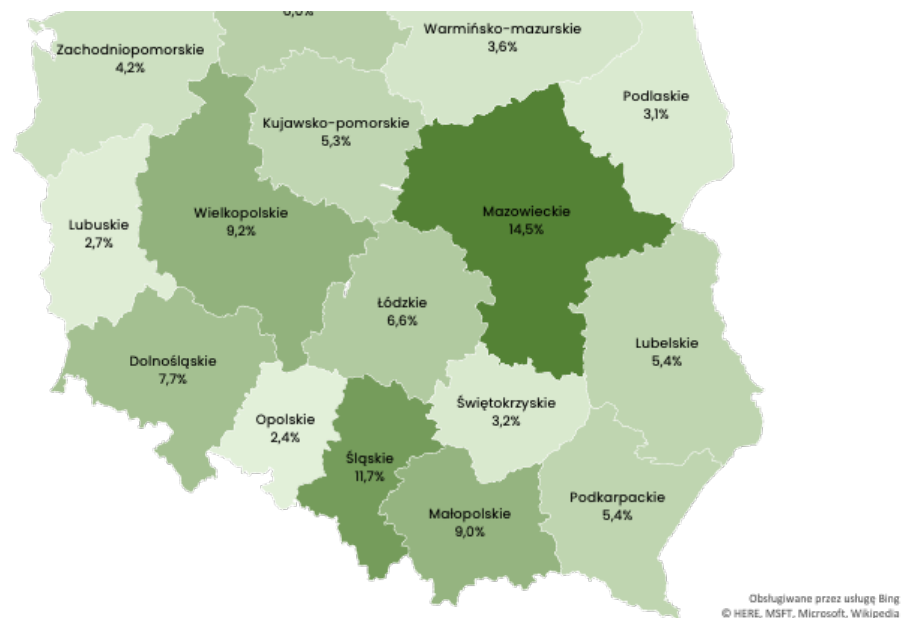 Warmińsko-mazurskie
3,6%
Zachodniopomorskie
4,2%
Podlaskie
3,1%
Kujawsko-pomorskie
5,3%
Wielkopolskie
9,2%
Mazowieckie
14,5%
Lubuskie
2,7%
Łódzkie
6,6%
Lubelskie
5,4%
Dolnośląskie
7,7%
Świętokrzyskie
3,2%
Opolskie
2,4%
Śląskie
11,7%
Podkarpackie
5,4%
Małopolskie
9,0%
Obsługiwane przez usługę Bing
© HERE, MSFT, Microsoft, Wikipedia